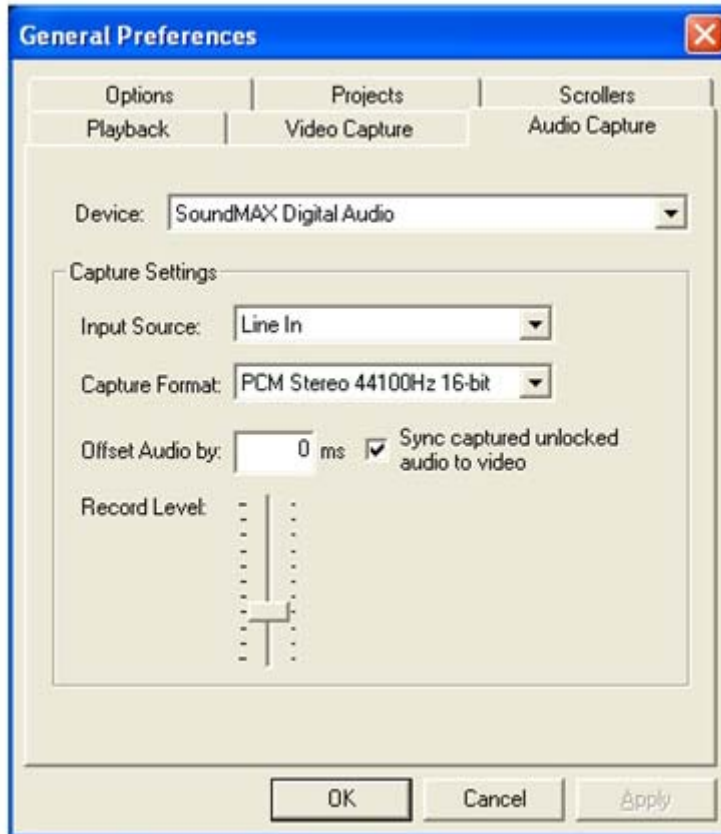 General Preferences
Options Projects Scrollers
Playback Video Capture Audio Capture
Device: SoundMAX Digital Audio
Capture Settings
Input Source: Line In
Capture Format: PCM Stereo 44100Hz 16-bit
Offset Audio by: 0 ms Sync captured unlocked
audio to video
Record Level:
OK Cancel Apply